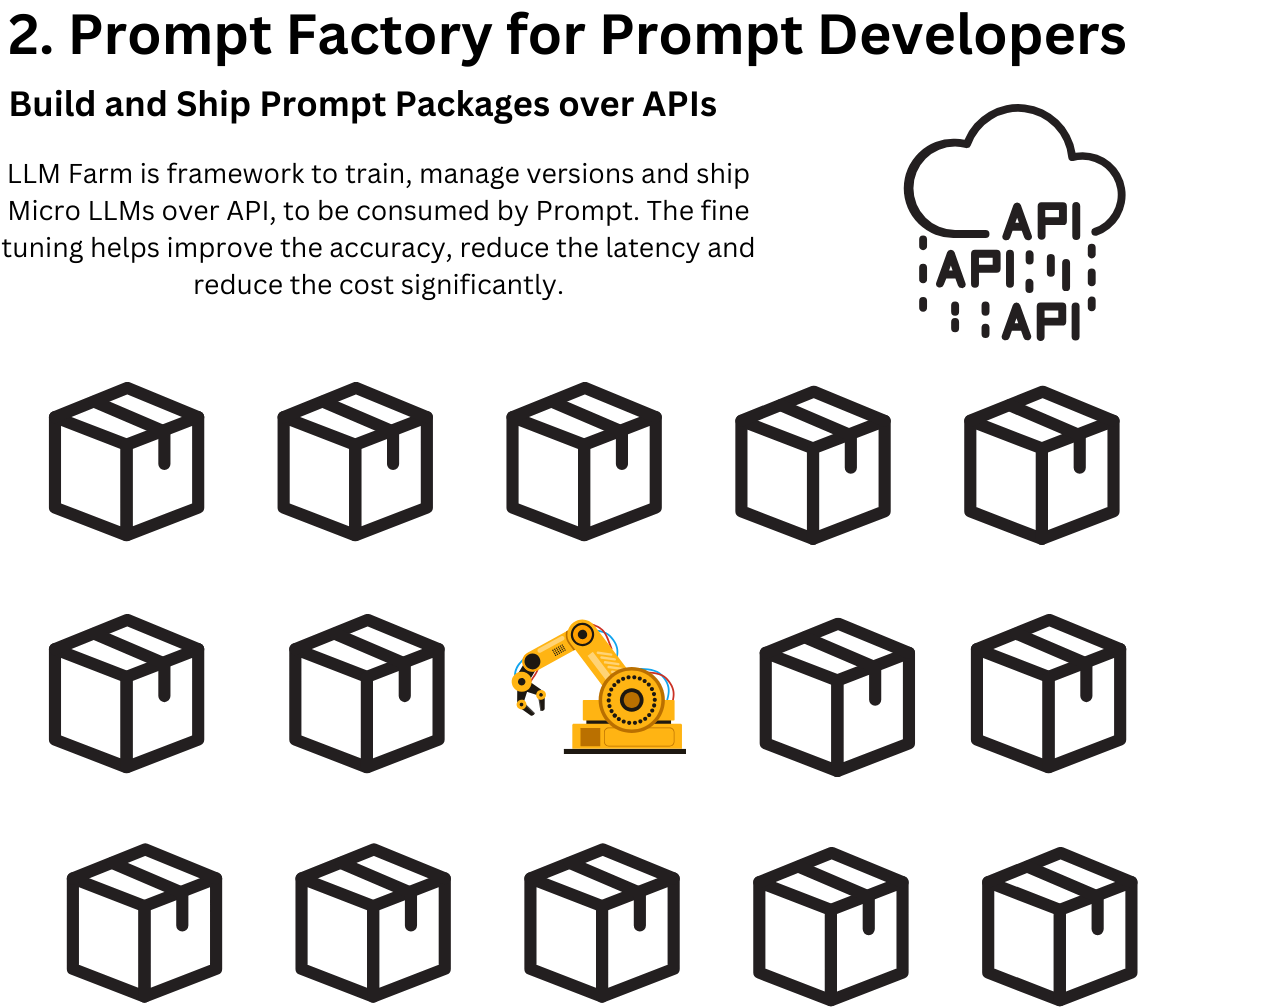 2. Prompt Factory for Prompt Developers
Build and Ship Prompt Packages over APIs
LLM Farm is framework to train, manage versions and ship
Micro LLMs over API, to be consumed by Prompt. The fine
tuning helps improve the accuracy, reduce the latency and
reduce the cost significantly.
API
API
API